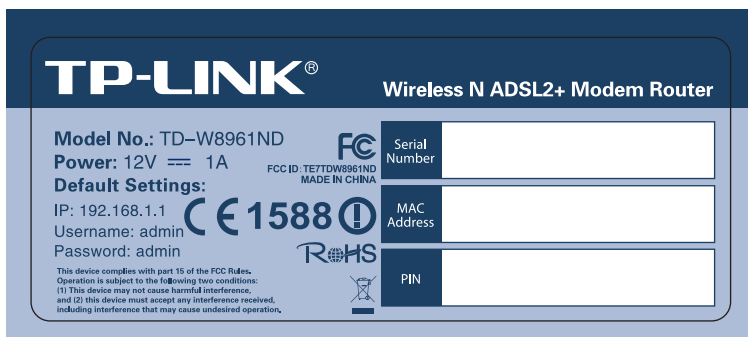 TP-LINK®
Wireless N ADSL2+ Modem Router
Model No.: TD-W8961ND
Power: 12V ⎓ 1A
Default Settings:
IP: 192.168.1.1
Username: admin
Password: admin
This device complies with part 15 of the FCC Rules.
Operation is subject to the following two conditions:
(1) This device may not cause harmful interference,
and (2) this device must accept any interference received,
including interference that may cause undesired operation.
FC
FCC ID: TE7TDW8961ND
MADE IN CHINA
CE1588
RoHS
Serial
Number
MAC
Address
PIN